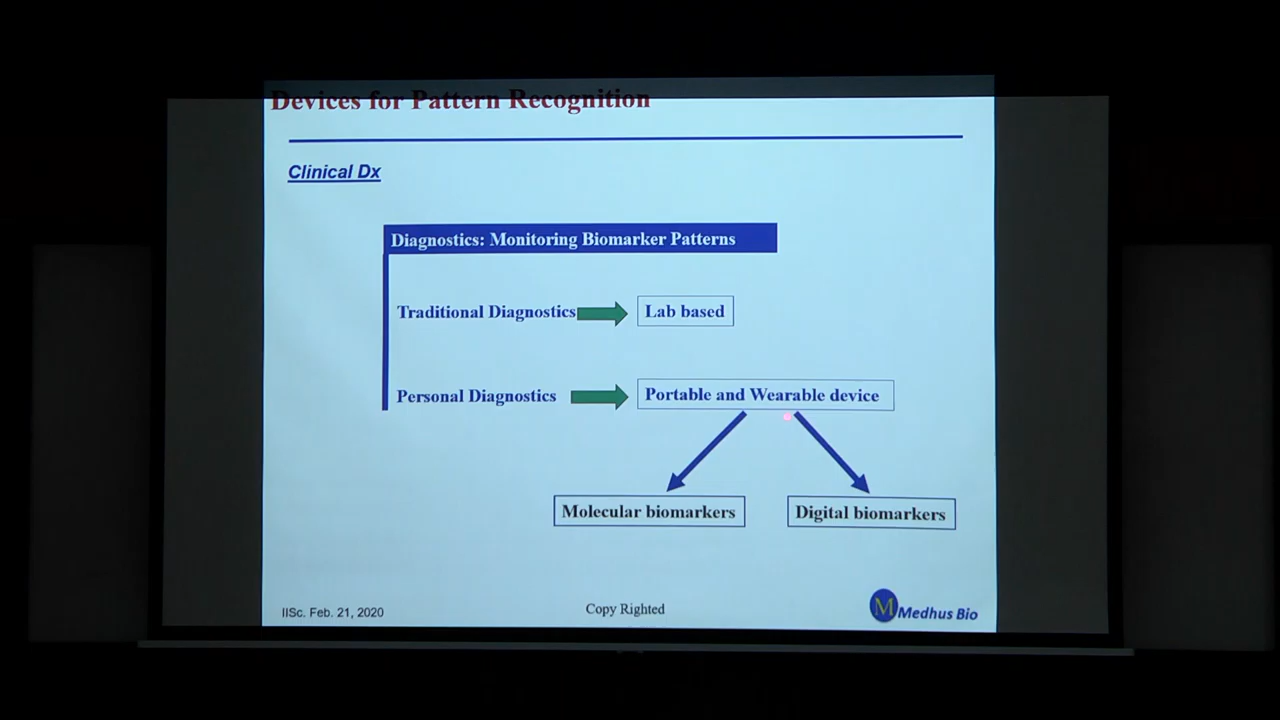 Devices for Pattern Recognition
Clinical Dx
Diagnostics: Monitoring Biomarker Patterns
Traditional Diagnostics
Lab based
Personal Diagnostics
Portable and Wearable device
Molecular biomarkers
Digital biomarkers
IISc. Feb. 21, 2020
Copy Righted
M Medhus Bio